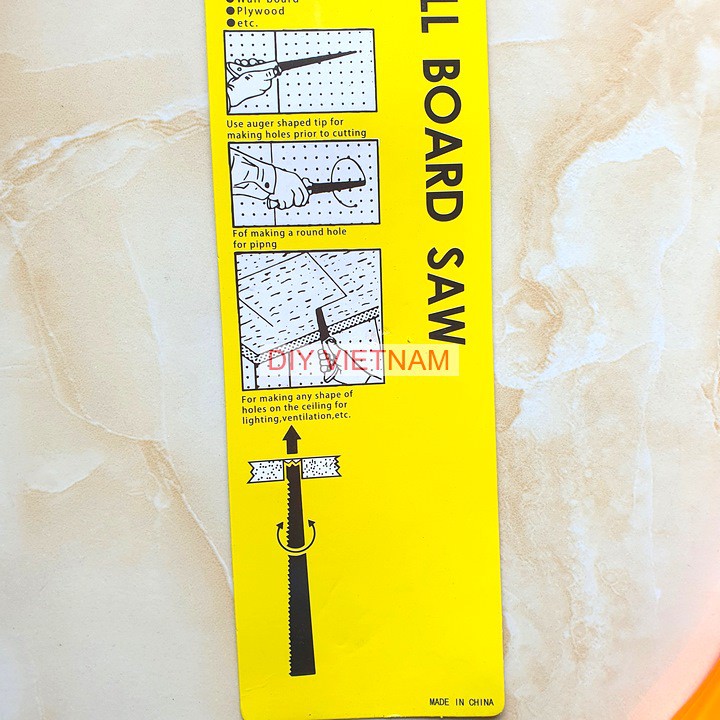 Wall board
●Plywood
●etc.
Use auger shaped tip for
making holes prior to cutting
Fof making a round hole
for pipng
For making any shape of
holes on the ceiling for
lighting,ventilation,etc.
LL BOARD SAW
DIY VIETNAM
MADE IN CHINA